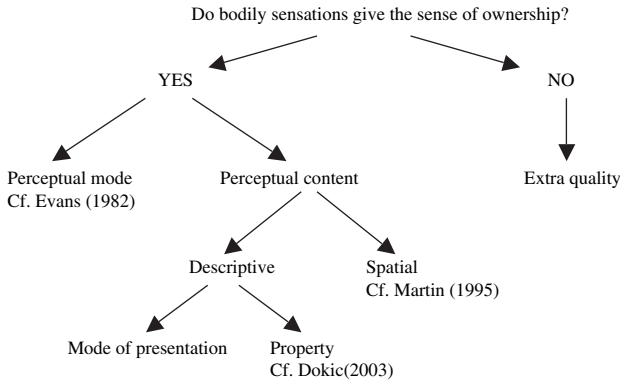 Do bodily sensations give the sense of ownership?
YES
NO
Perceptual mode
Cf. Evans (1982)
Perceptual content
Extra quality
Descriptive
Spatial
Cf. Martin (1995)
Mode of presentation
Property
Cf. Dokic(2003)